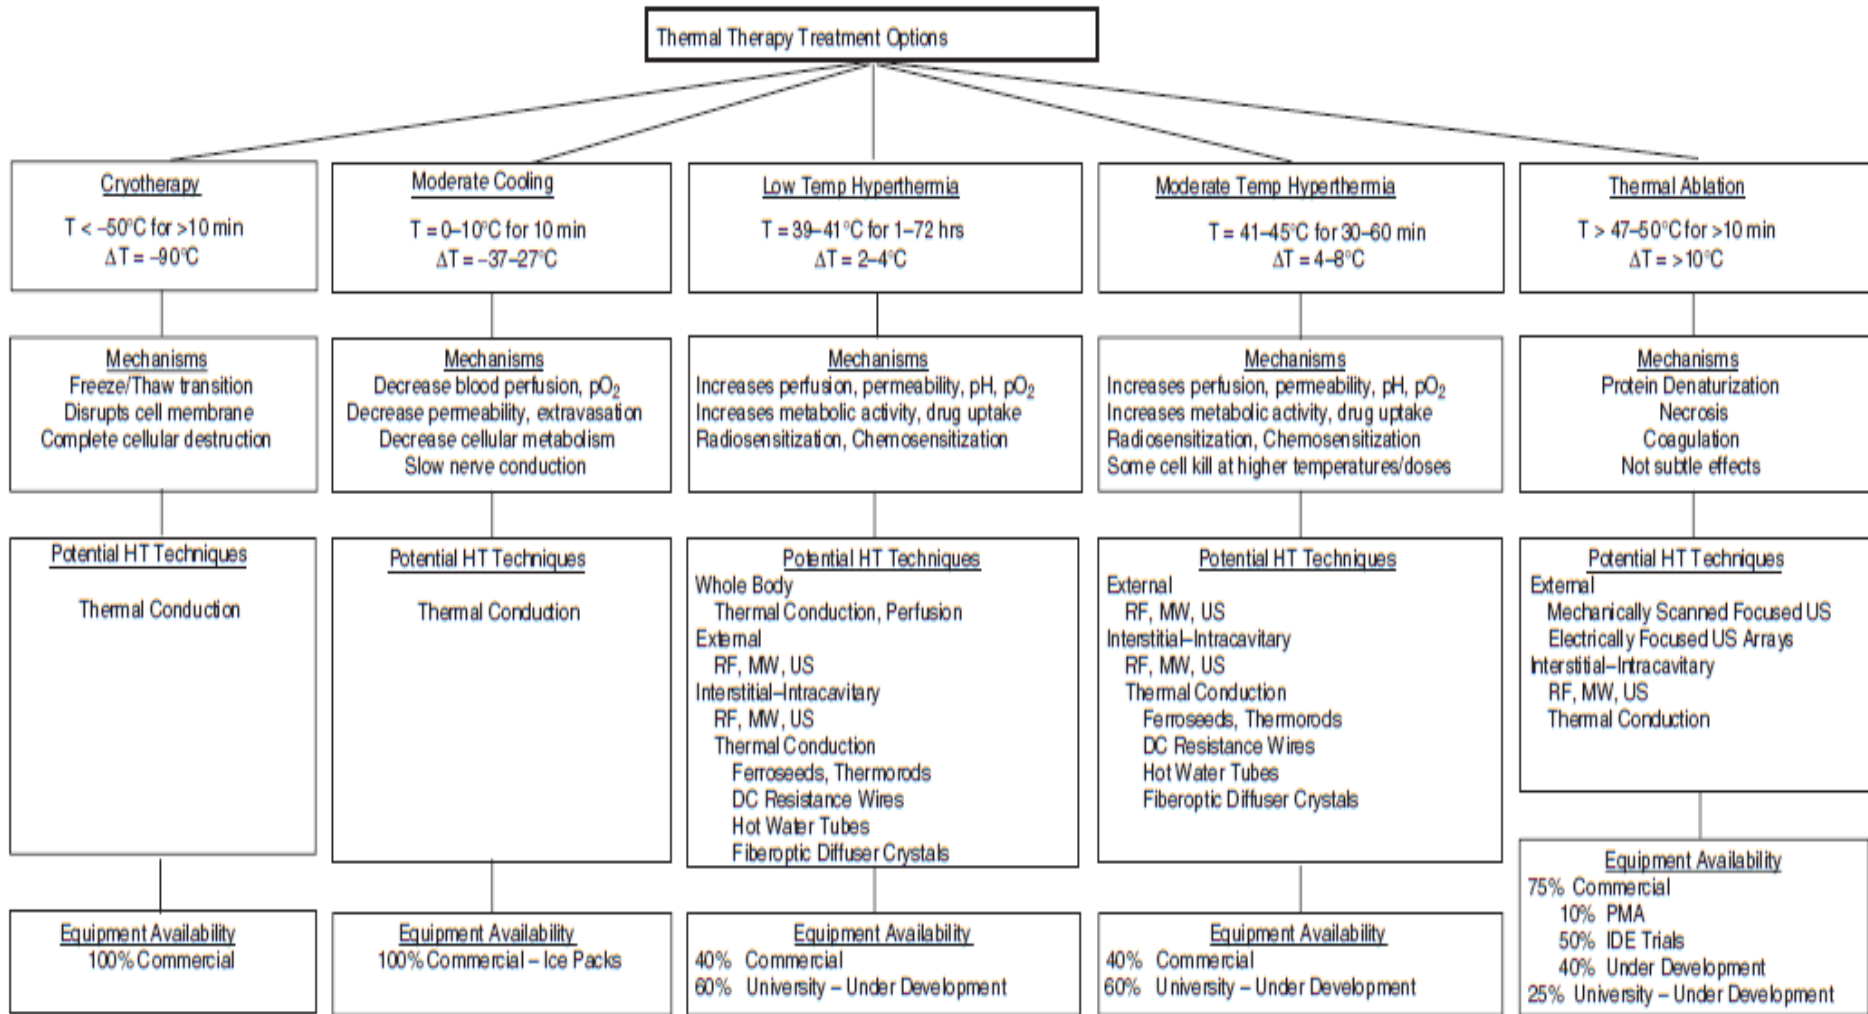 Thermal Therapy Treatment Options
Cryotherapy
T < –50°C for >10 min
ΔT = –90°C
Moderate Cooling
T = 0–10°C for 10 min
ΔT = –37–27°C
Low Temp Hyperthermia
T = 39–41°C for 1–72 hrs
ΔT = 2–4°C
Moderate Temp Hyperthermia
T = 41–45°C for 30–60 min
ΔT = 4–8°C
Thermal Ablation
T > 47–50°C for >10 min
ΔT = >10°C
Mechanisms
Freeze/Thaw transition
Disrupts cell membrane
Complete cellular destruction
Mechanisms
Decrease blood perfusion, pO₂
Decrease permeability, extravasation
Decrease cellular metabolism
Slow nerve conduction
Mechanisms
Increases perfusion, permeability, pH, pO₂
Increases metabolic activity, drug uptake
Radiosensitization, Chemosensitization
Mechanisms
Increases perfusion, permeability, pH, pO₂
Increases metabolic activity, drug uptake
Radiosensitization, Chemosensitization
Some cell kill at higher temperatures/doses
Mechanisms
Protein Denaturization
Necrosis
Coagulation
Not subtle effects
Potential HT Techniques
Thermal Conduction
Potential HT Techniques
Thermal Conduction
Potential HT Techniques
Whole Body
Thermal Conduction, Perfusion
External
RF, MW, US
Interstitial–Intracavitary
RF, MW, US
Thermal Conduction
Ferroseeds, Thermorods
DC Resistance Wires
Hot Water Tubes
Fiberoptic Diffuser Crystals
Potential HT Techniques
External
RF, MW, US
Interstitial–Intracavitary
RF, MW, US
Thermal Conduction
Ferroseeds, Thermorods
DC Resistance Wires
Hot Water Tubes
Fiberoptic Diffuser Crystals
Potential HT Techniques
External
Mechanically Scanned Focused US
Electrically Focused US Arrays
Interstitial–Intracavitary
RF, MW, US
Thermal Conduction
Equipment Availability
100% Commercial
Equipment Availability
100% Commercial – Ice Packs
Equipment Availability
40% Commercial
60% University – Under Development
Equipment Availability
40% Commercial
60% University – Under Development
Equipment Availability
75% Commercial
10% PMA
50% IDE Trials
40% Under Development
25% University – Under Development